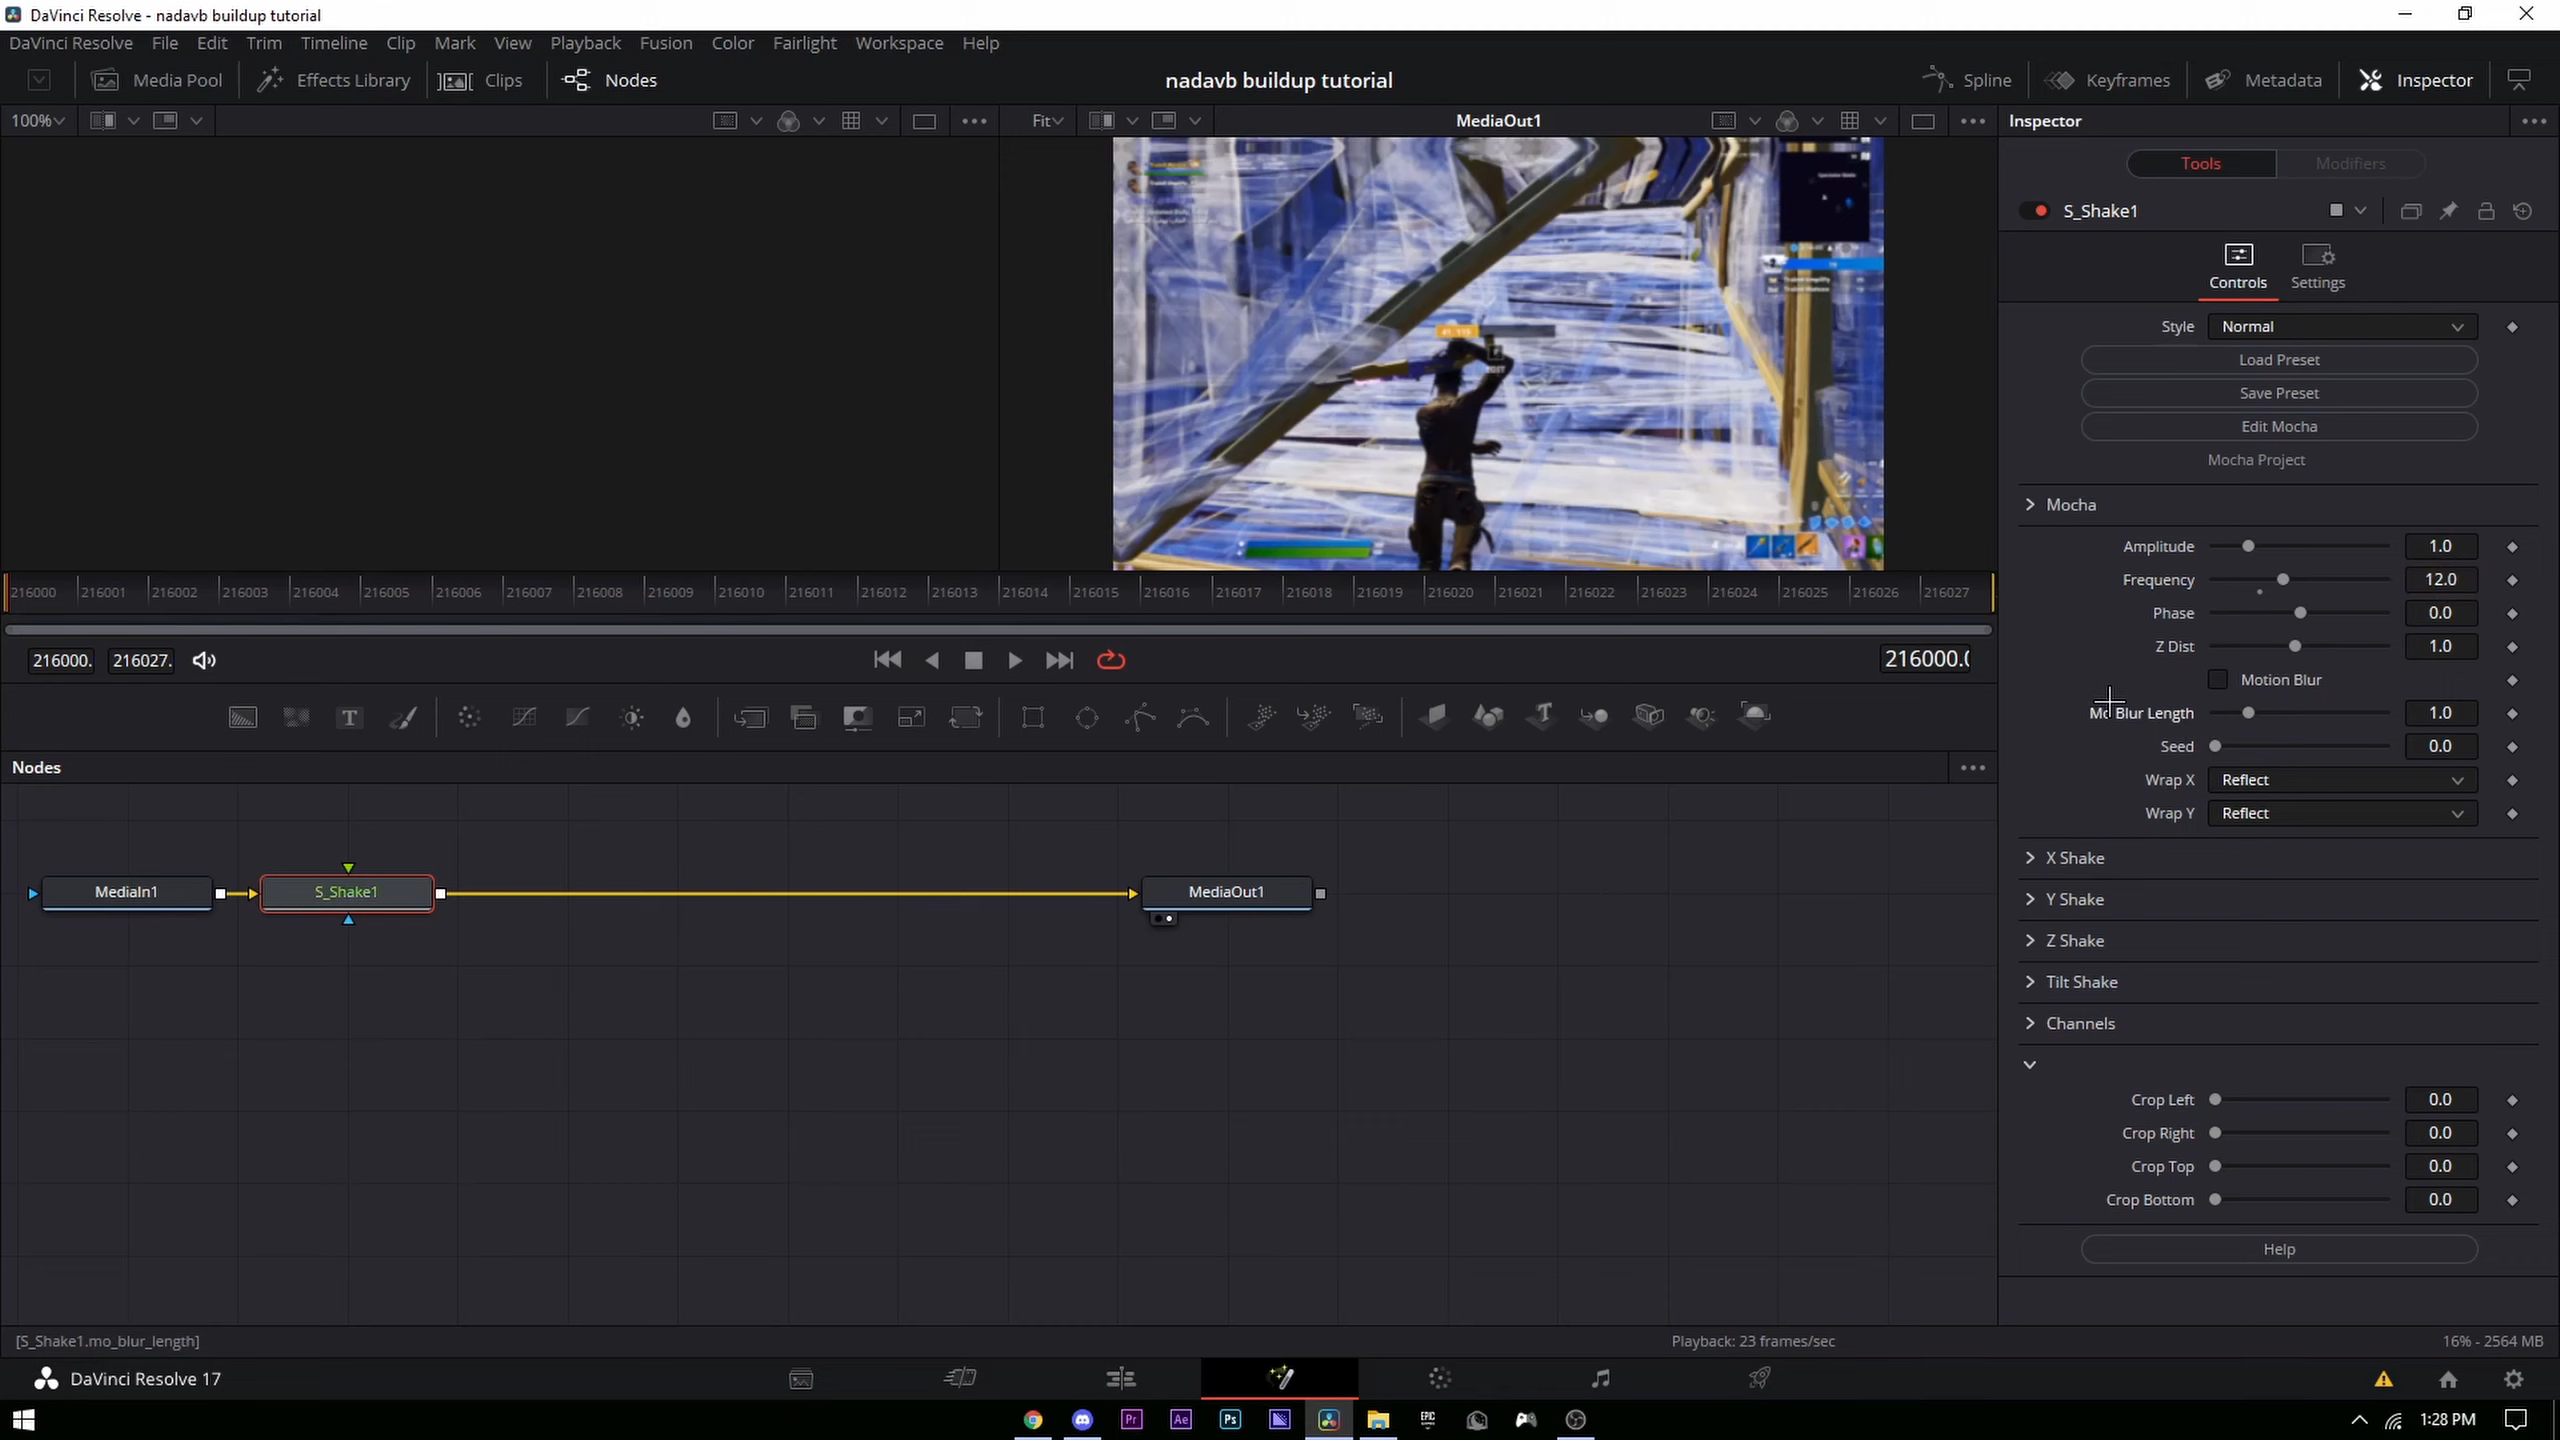 DaVinci Resolve - nadavb buildup tutorial
DaVinci Resolve File Edit Trim Timeline Clip Mark View Playback Fusion Color Fairlight Workspace Help
Media Pool Effects Library Clips Nodes nadavb buildup tutorial Spline Keyframes Metadata Inspector
100% Fit MediaOut1 Inspector
Tools Modifiers
S_Shake1
Controls Settings
Style Normal
Load Preset
Save Preset
Edit Mocha
Mocha Project
Mocha
Amplitude 1.0
Frequency 12.0
Phase 0.0
Z Dist 1.0
Motion Blur
Mo Blur Length 1.0
Seed 0.0
Wrap X Reflect
Wrap Y Reflect
X Shake
Y Shake
Z Shake
Tilt Shake
Channels
Crop Left 0.0
Crop Right 0.0
Crop Top 0.0
Crop Bottom 0.0
Help
EDIT
216000 216001 216002 216003 216004 216005 216006 216007 216008 216009 216010 216011 216012 216013 216014 216015 216016 216017 216018 216019 216020 216021 216022 216023 216024 216025 216026 216027
216000. 216027. 216000.0
T T
Nodes
MediaIn1 S_Shake1 MediaOut1
[S_Shake1.mo_blur_length] Playback: 23 frames/sec 16% - 2564 MB
DaVinci Resolve 17
Pr Ae Ps EPIC GAMES 1:28 PM